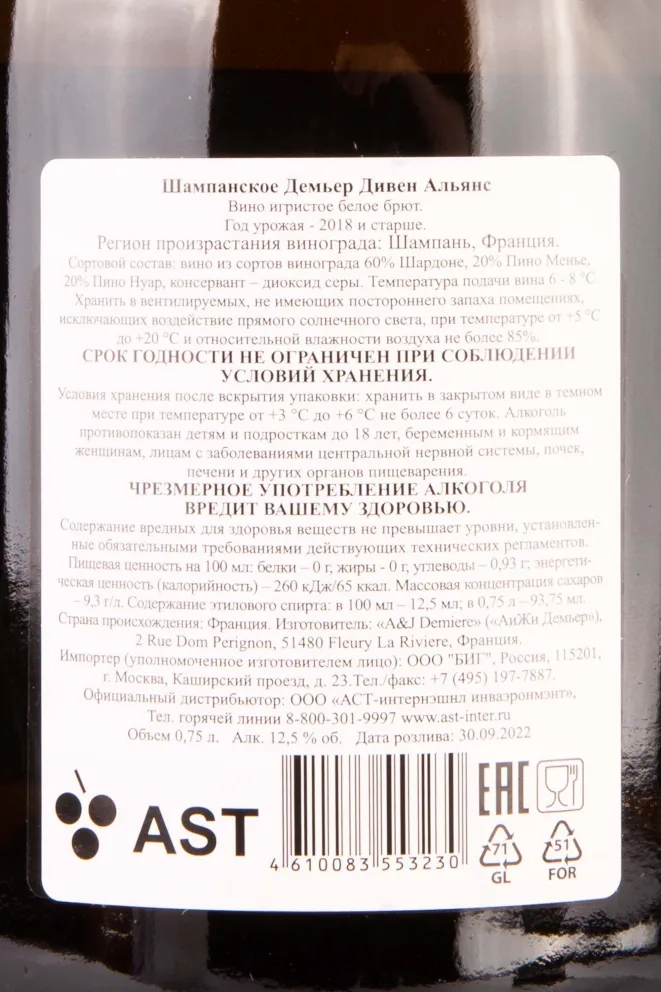 Шампанское Демьер Дивен Альянс
Вино игристое белое брют.
Год урожая - 2018 и старше.
Регион произрастания винограда: Шампань, Франция.
Сортовой состав: вино из сортов винограда 60% Шардоне, 20% Пино Менье,
20% Пино Нуар, консервант – диоксид серы. Температура подачи вина 6 - 8 °С
Хранить в вентилируемых, не имеющих постороннего запаха помещениях,
исключающих воздействие прямого солнечного света, при температуре от +5 °С
до +20 °С и относительной влажности воздуха не более 85%.
СРОК ГОДНОСТИ НЕ ОГРАНИЧЕН ПРИ СОБЛЮДЕНИИ
УСЛОВИЙ ХРАНЕНИЯ.
Условия хранения после вскрытия упаковки: хранить в закрытом виде в темном
месте при температуре от +3 °С до +6 °С не более 6 суток. Алкоголь
противопоказан детям и подросткам до 18 лет, беременным и кормящим
женщинам, лицам с заболеваниями центральной нервной системы, почек,
печени и других органов пищеварения.
ЧРЕЗМЕРНОЕ УПОТРЕБЛЕНИЕ АЛКОГОЛЯ
ВРЕДИТ ВАШЕМУ ЗДОРОВЬЮ.
Содержание вредных для здоровья веществ не превышает уровни, установлен-
ные обязательными требованиями действующих технических регламентов.
Пищевая ценность на 100 мл: белки – 0 г, жиры - 0 г, углеводы – 0,93 г; энергети-
ческая ценность (калорийность) – 260 кДж/65 ккал. Массовая концентрация сахаров
– 9,3 г/л. Содержание этилового спирта: в 100 мл – 12,5 мл; в 0,75 л – 93,75 мл.
Страна происхождения: Франция. Изготовитель: «A&J Demiere» («АиЖи Демьер»),
2 Rue Dom Perignon, 51480 Fleury La Riviere, Франция.
Импортер (уполномоченное изготовителем лицо): ООО "БИГ", Россия, 115201,
г. Москва, Каширский проезд, д. 23.Тел./факс: +7 (495) 197-7887.
Официальный дистрибьютор: ООО «АСТ-интернэшнл инваэронмэнт»,
Тел. горячей линии 8-800-301-9997 www.ast-inter.ru
Объем 0,75 л. Алк. 12,5 % об. Дата розлива: 30.09.2022
AST
4 610083 553230
EAC
71
GL
51
FOR